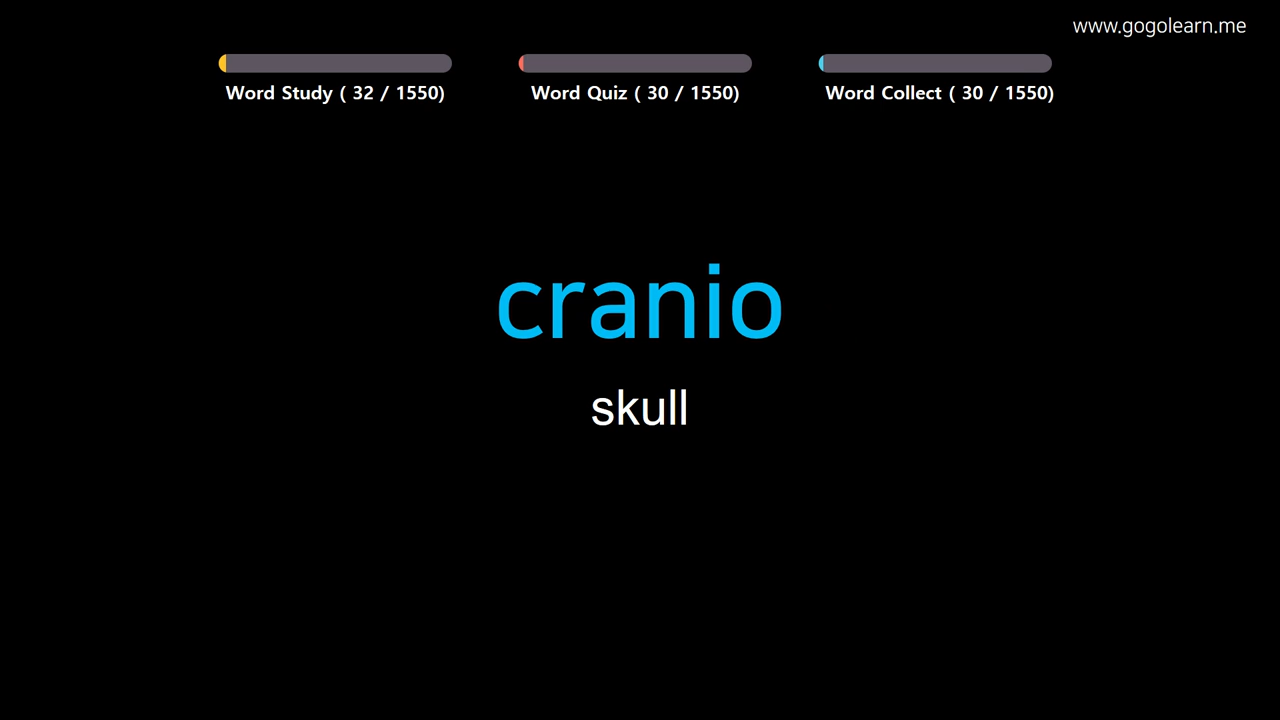 www.gogolearn.me
Word Study ( 32 / 1550)
Word Quiz ( 30 / 1550)
Word Collect ( 30 / 1550)
cranio
skull